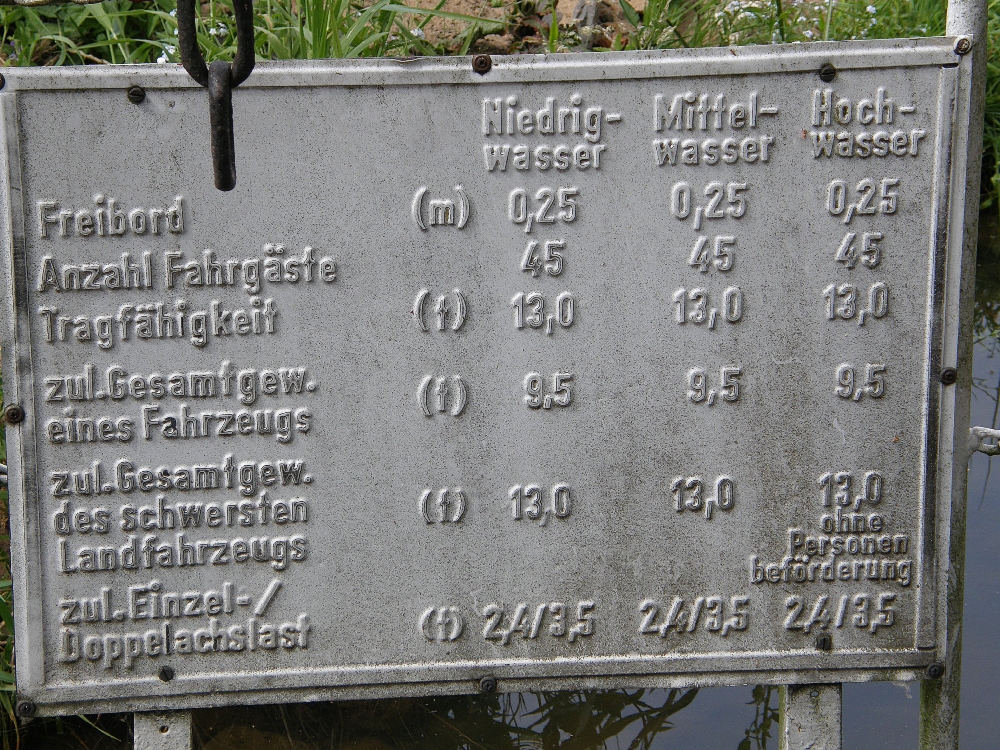 Niedrig- Mittel- Hoch-
wasser wasser wasser
Freibord (m) 0,25 0,25 0,25
Anzahl Fahrgäste 45 45 45
Tragfähigkeit (t) 13,0 13,0 13,0
zul.Gesamtgew.
eines Fahrzeugs (t) 9,5 9,5 9,5
zul.Gesamtgew.
des schwersten (t) 13,0 13,0 13,0
Landfahrzeugs ohne
Personen
beförderung
zul.Einzel-/
Doppelachslast (t) 2,4/3,5 2,4/3,5 2,4/3,5